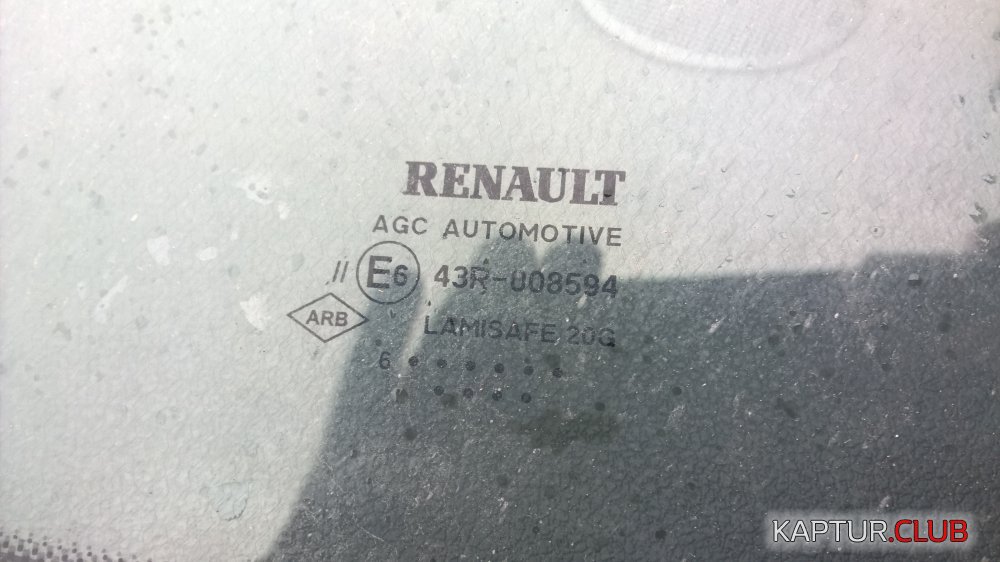 RENAULT
AGC AUTOMOTIVE
// E6 43R-008594
ARB LAMISAFE 20G
6 • • • • • •
• • • • •
KAPTUR.CLUB